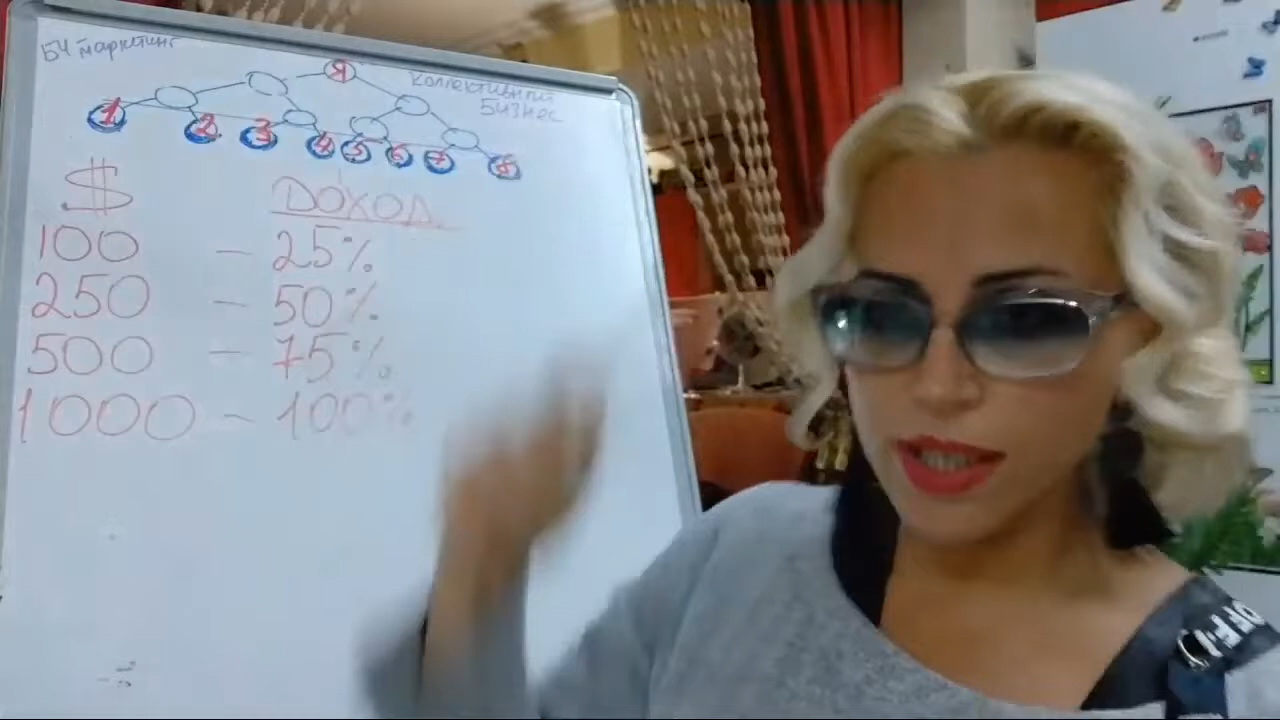 БЧ маркетинг
Я
Коллективный
Бизнес
1 2 3 4 5 6 7 8
$ ДОХОД
100 - 25%
250 - 50%
500 - 75%
1000 - 100%